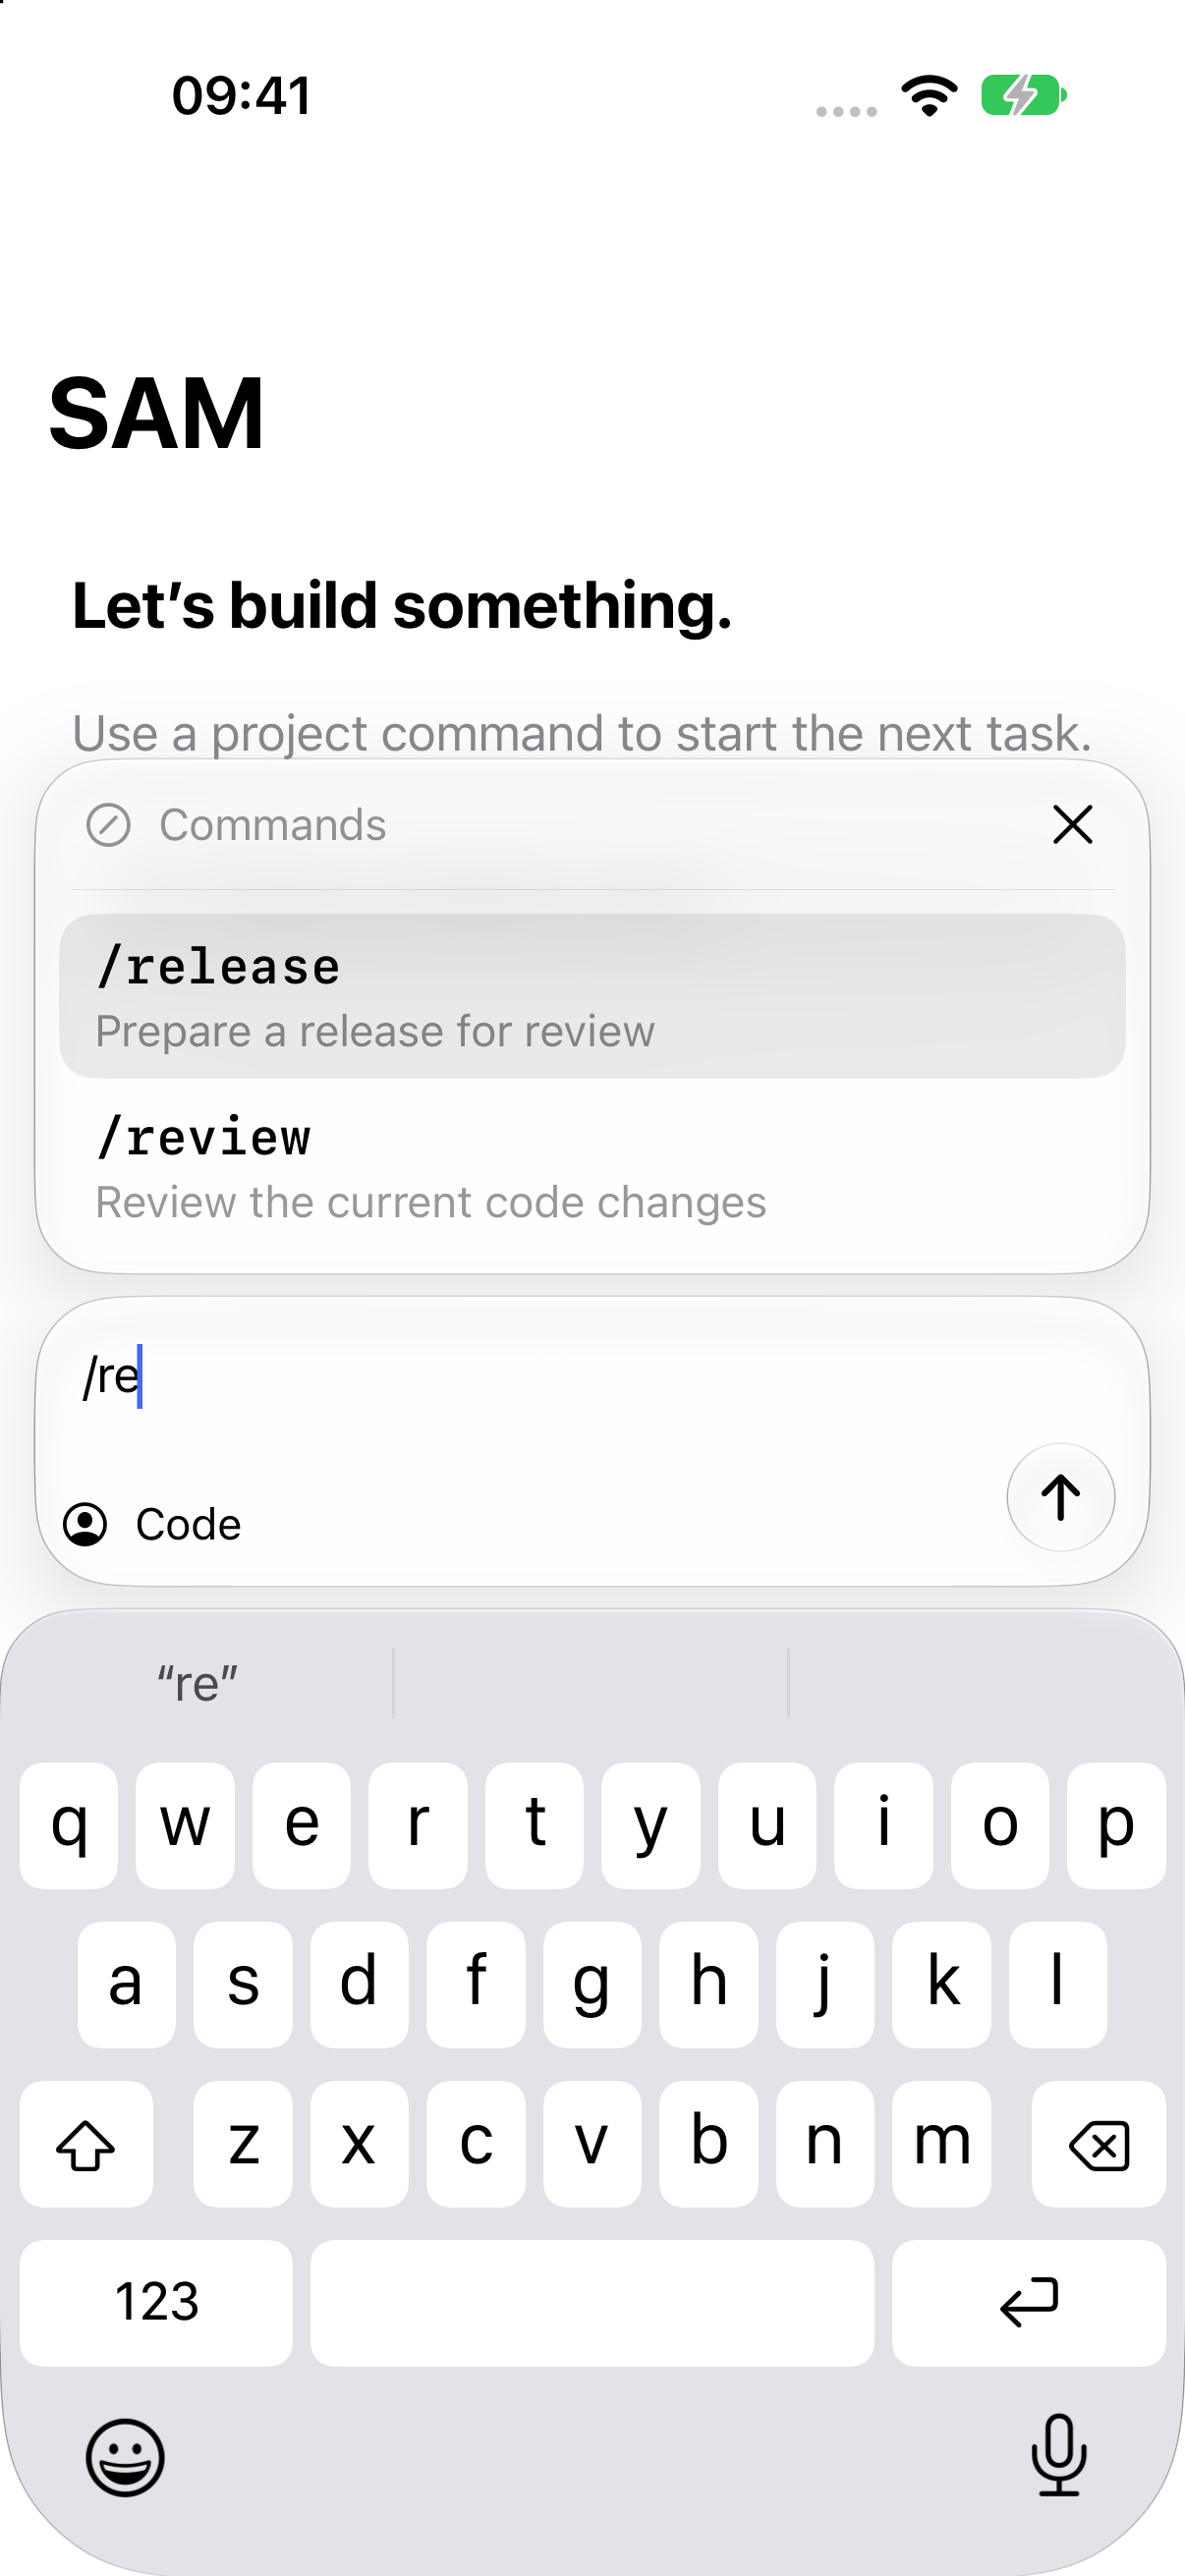 09:41
SAM
Let’s build something.
Use a project command to start the next task.
Commands
/release
Prepare a release for review
/review
Review the current code changes
/re
Code
“re”
q w e r t y u i o p
a s d f g h j k l
z x c v b n m
123